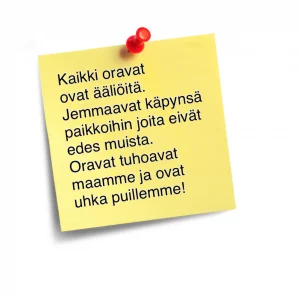 Kaikki oravat
ovat ääliöitä.
Jemmaavat käpynsä
paikkoihin joita eivät
edes muista.
Oravat tuhoavat
maamme ja ovat
uhka puillemme!